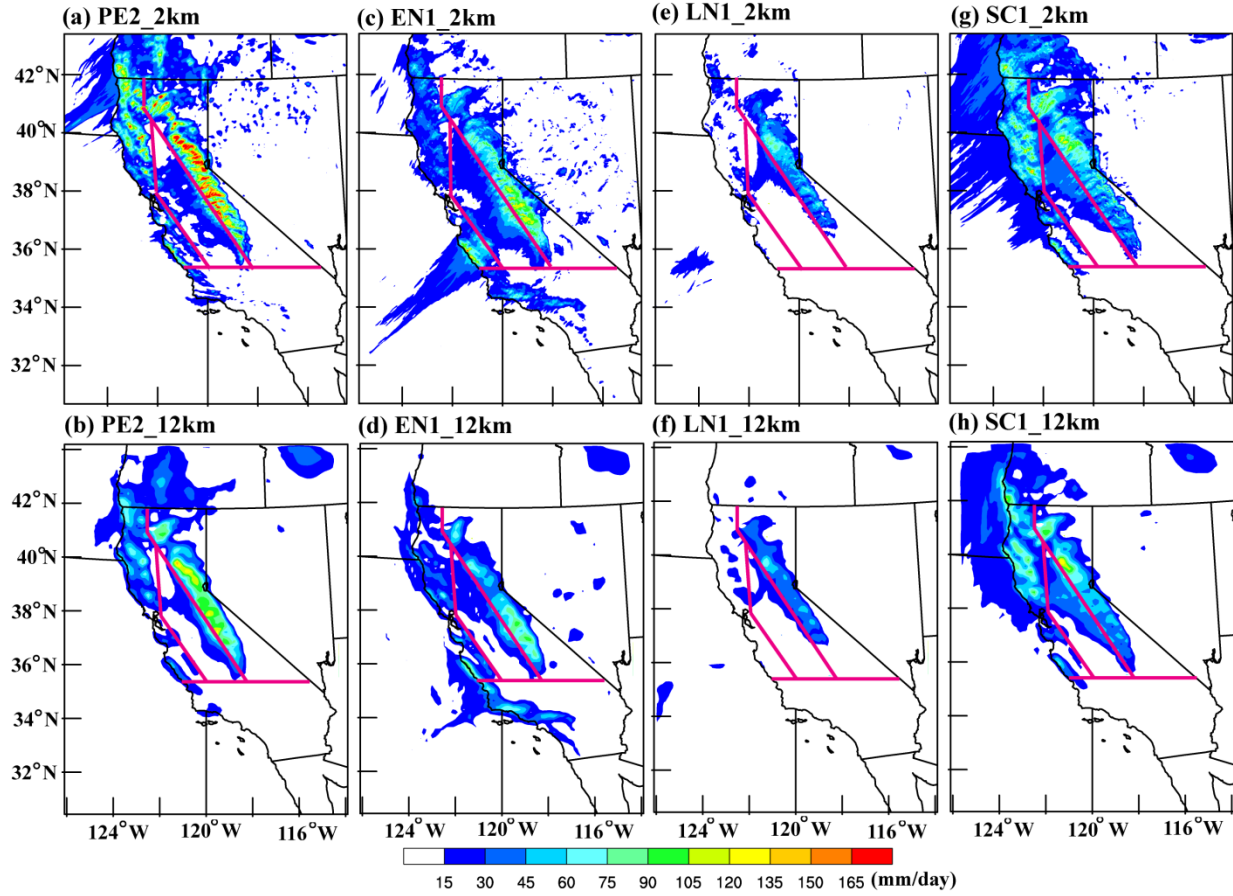 (a) PE2_2km
(c) EN1_2km
(e) LN1_2km
(g) SC1_2km
42°N
40°N
38°N
36°N
34°N
32°N
(b) PE2_12km
(d) EN1_12km
(f) LN1_12km
(h) SC1_12km
42°N
40°N
38°N
36°N
34°N
32°N
124°W 120°W 116°W 124°W 120°W 116°W 124°W 120°W 116°W 124°W 120°W 116°W
15 30 45 60 75 90 105 120 135 150 165 (mm/day)